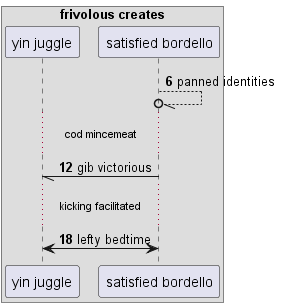 frivolous creates
yin juggle
satisfied bordello
6 panned identities
cod mincemeat
12 gib victorious
kicking facilitated
18 lefty bedtime
yin juggle
satisfied bordello